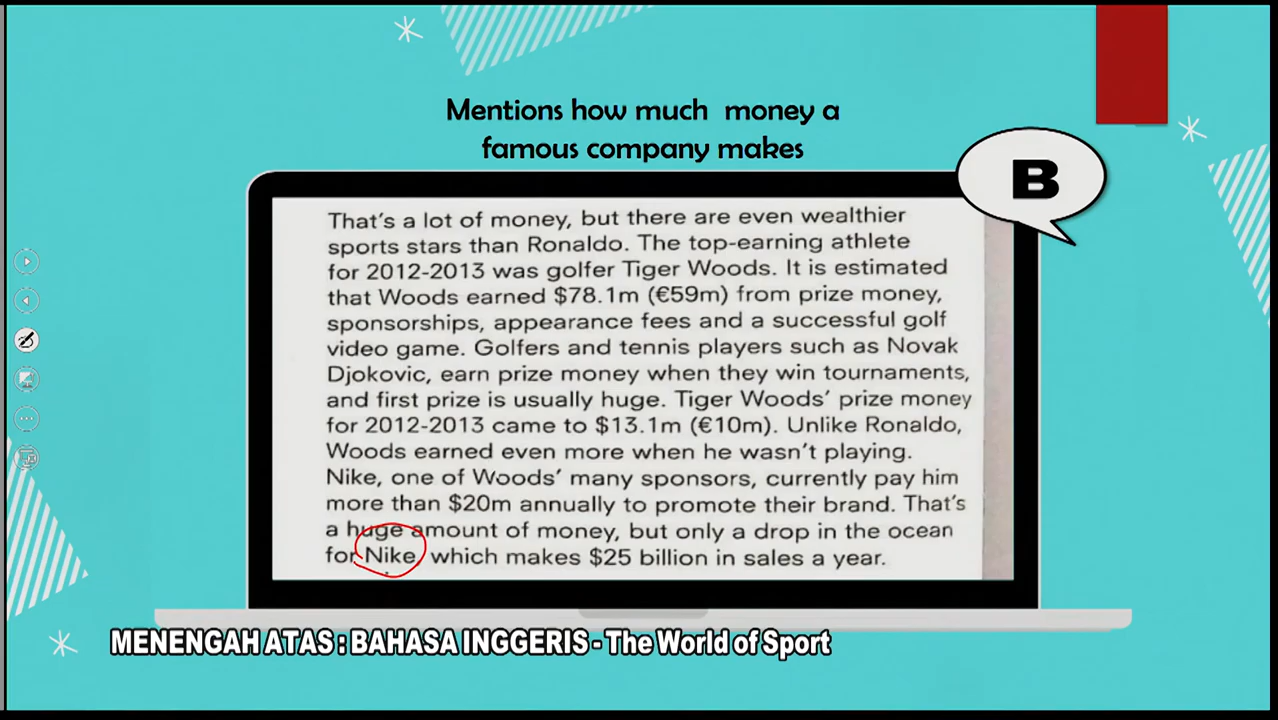 Mentions how much money a
famous company makes
B
That's a lot of money, but there are even wealthier
sports stars than Ronaldo. The top-earning athlete
for 2012-2013 was golfer Tiger Woods. It is estimated
that Woods earned $78.1m (€59m) from prize money,
sponsorships, appearance fees and a successful golf
video game. Golfers and tennis players such as Novak
Djokovic, earn prize money when they win tournaments,
and first prize is usually huge. Tiger Woods' prize money
for 2012-2013 came to $13.1m (€10m). Unlike Ronaldo,
Woods earned even more when he wasn't playing.
Nike, one of Woods' many sponsors, currently pay him
more than $20m annually to promote their brand. That's
a huge amount of money, but only a drop in the ocean
for Nike, which makes $25 billion in sales a year.
MENENGAH ATAS : BAHASA INGGERIS - The World of Sport